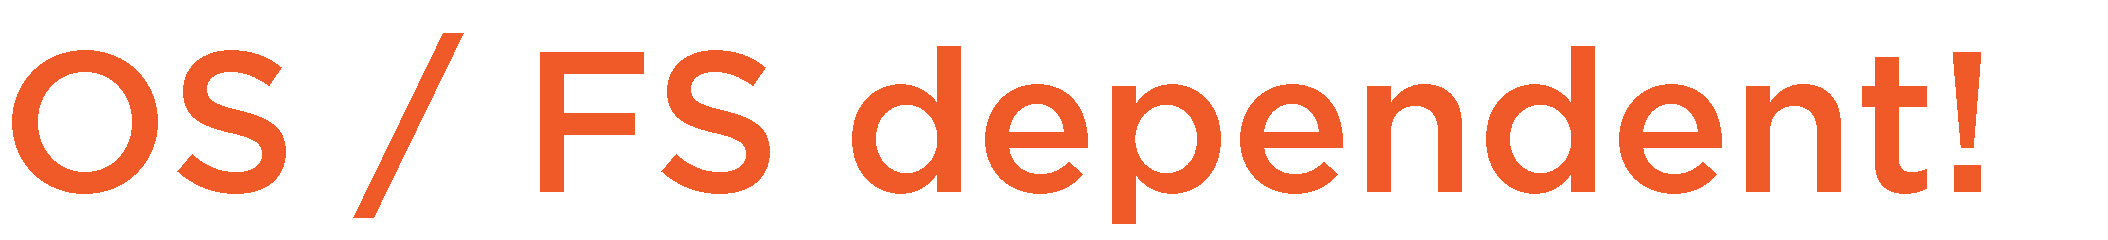 OS / FS dependent!